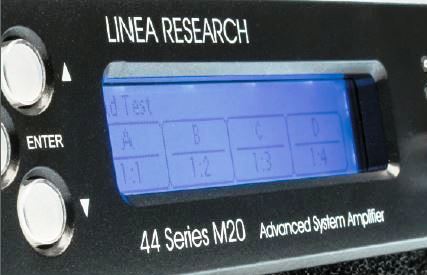 LINEA RESEARCH
▲
d Test
A B C D
1:1 1:2 1:3 1:4
ENTER
▼
44 Series M20 Advanced System Amplifier